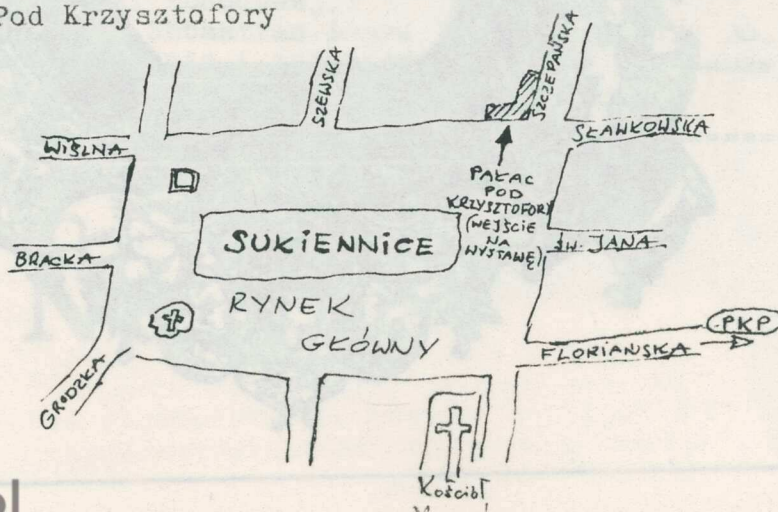 Pod Krzysztofory
SZEWSKA
SZCZEPAŃSKA
SŁAWKOWSKA
WIŚLNA
PAŁAC
POD
KRZYSZTOFORY
(WEJŚCIE
NA
WYSTAWĘ)
SUKIENNICE
ŚW. JANA
BRACKA
RYNEK
GŁÓWNY
PKP
FLORIAŃSKA
GRODZKA
Kościół